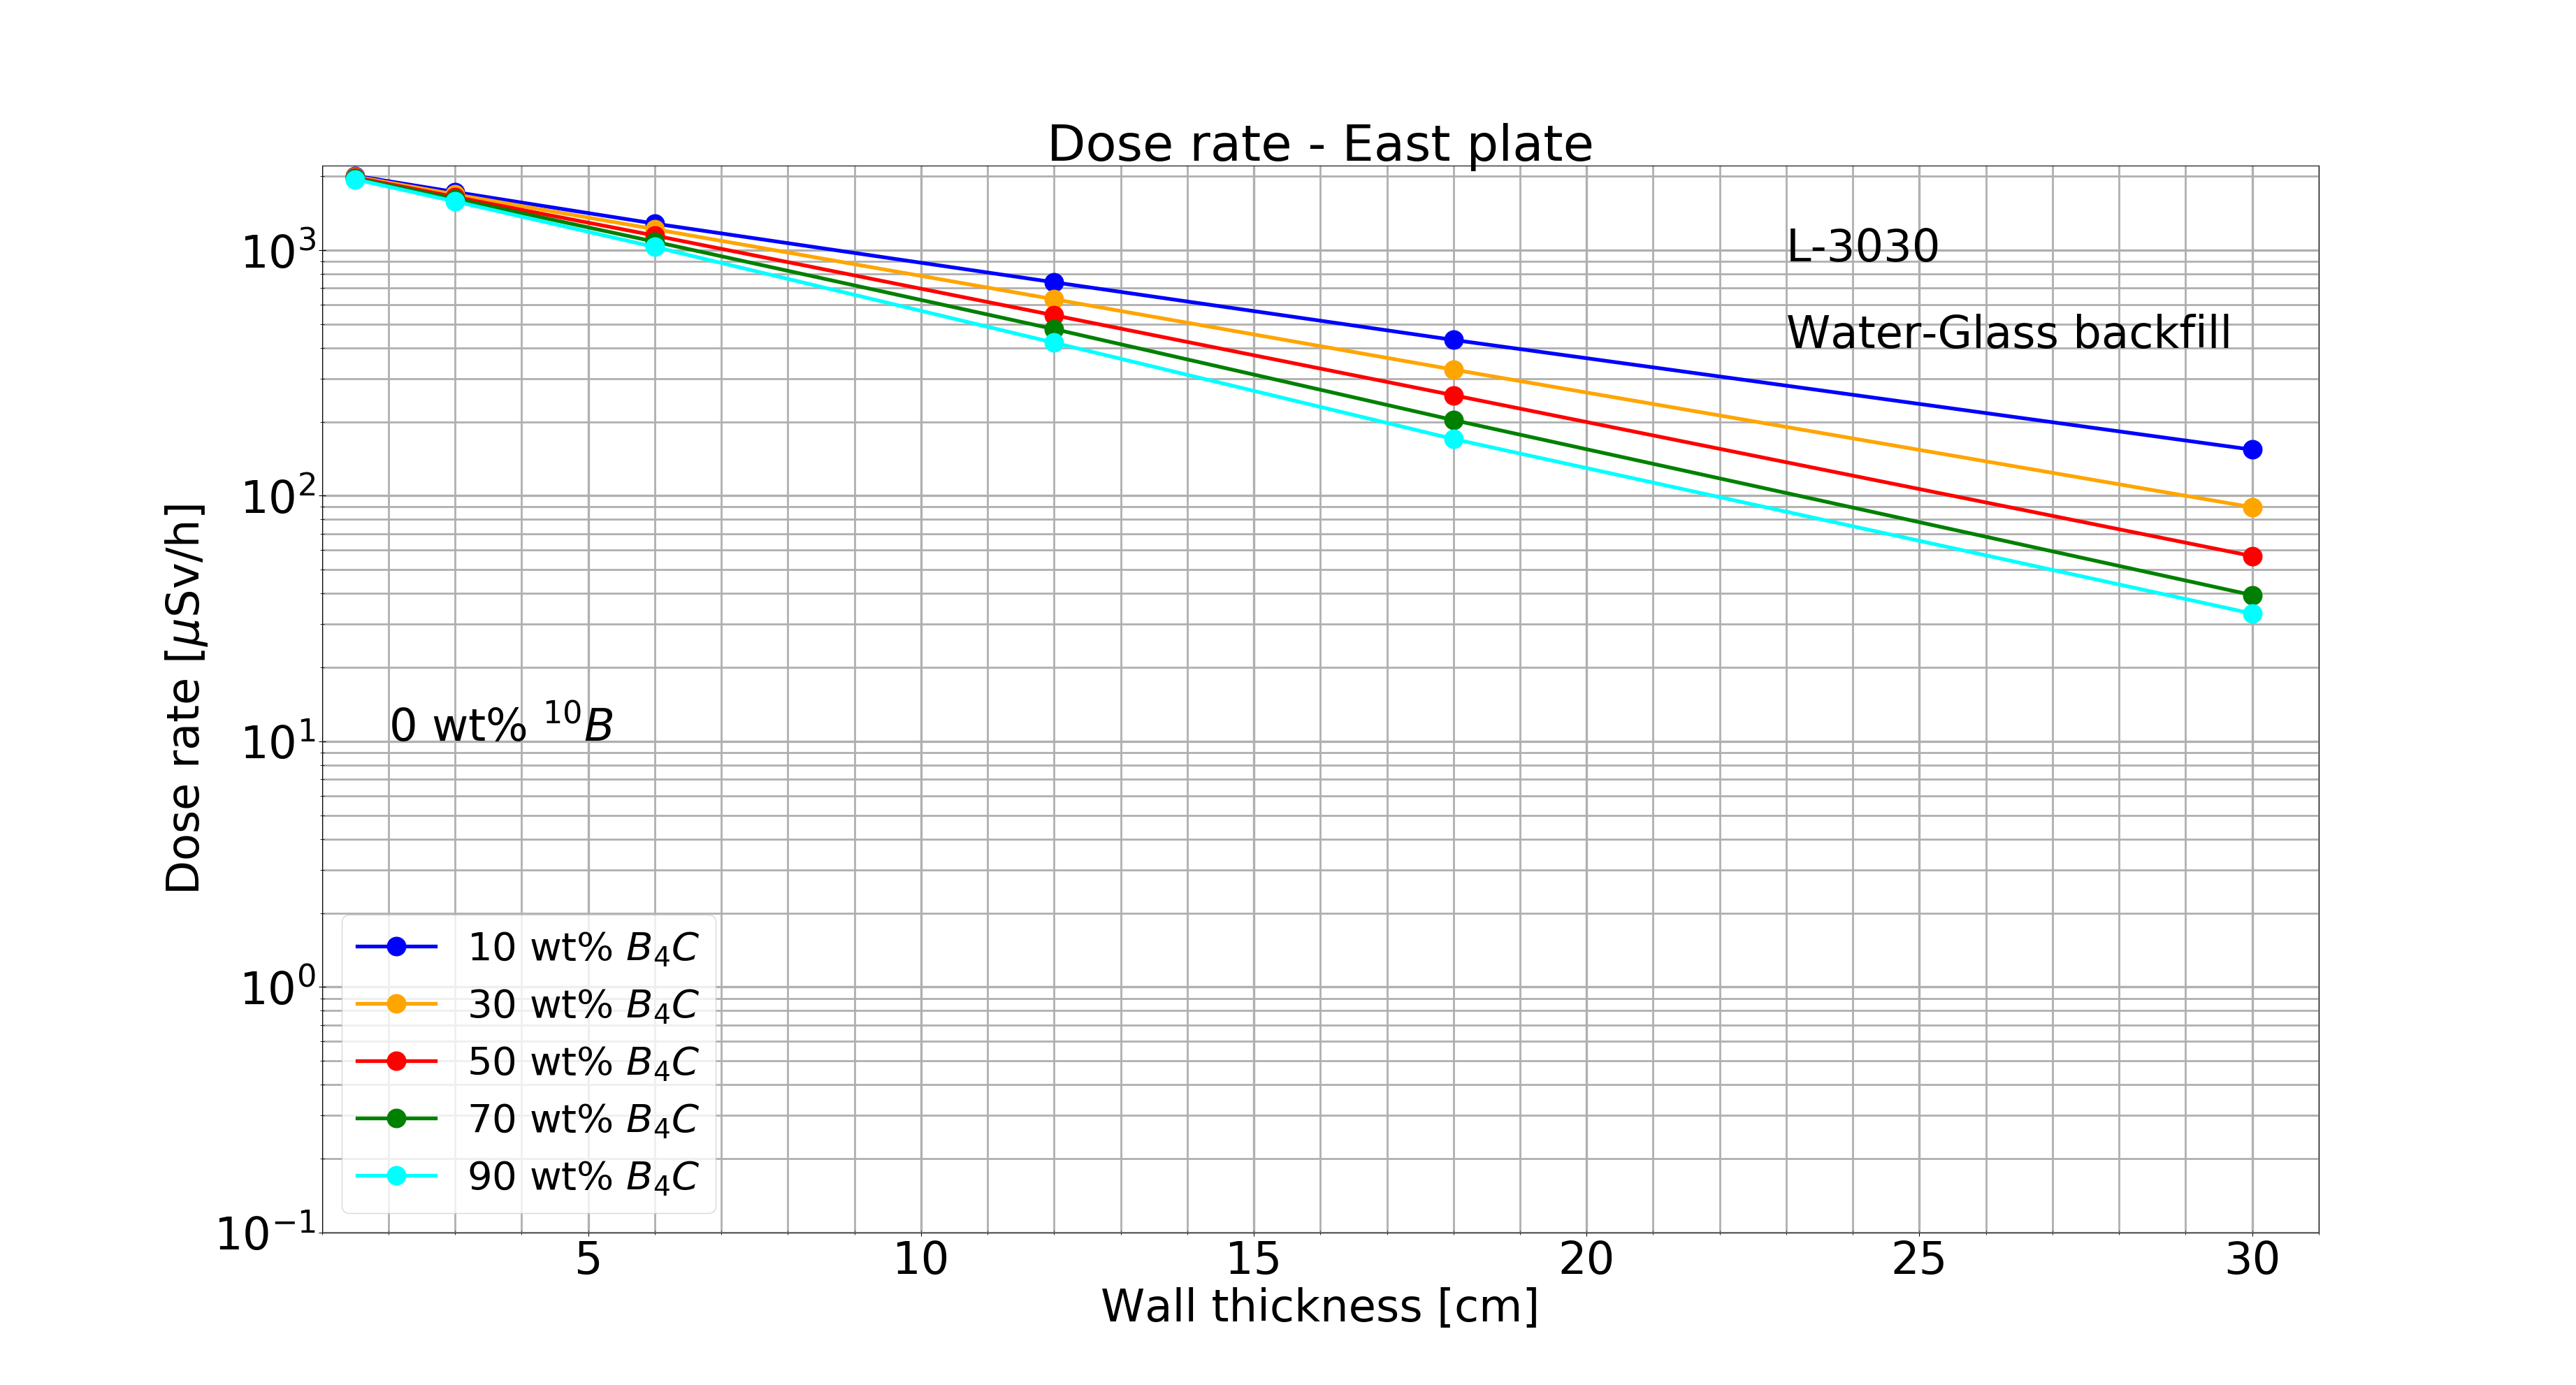 Dose rate - East plate
L-3030
Water-Glass backfill
0 wt% ¹⁰B
Dose rate [μSv/h]
10³
10²
10¹
10⁰
10⁻¹
10 wt% B₄C
30 wt% B₄C
50 wt% B₄C
70 wt% B₄C
90 wt% B₄C
5 10 15 20 25 30
Wall thickness [cm]